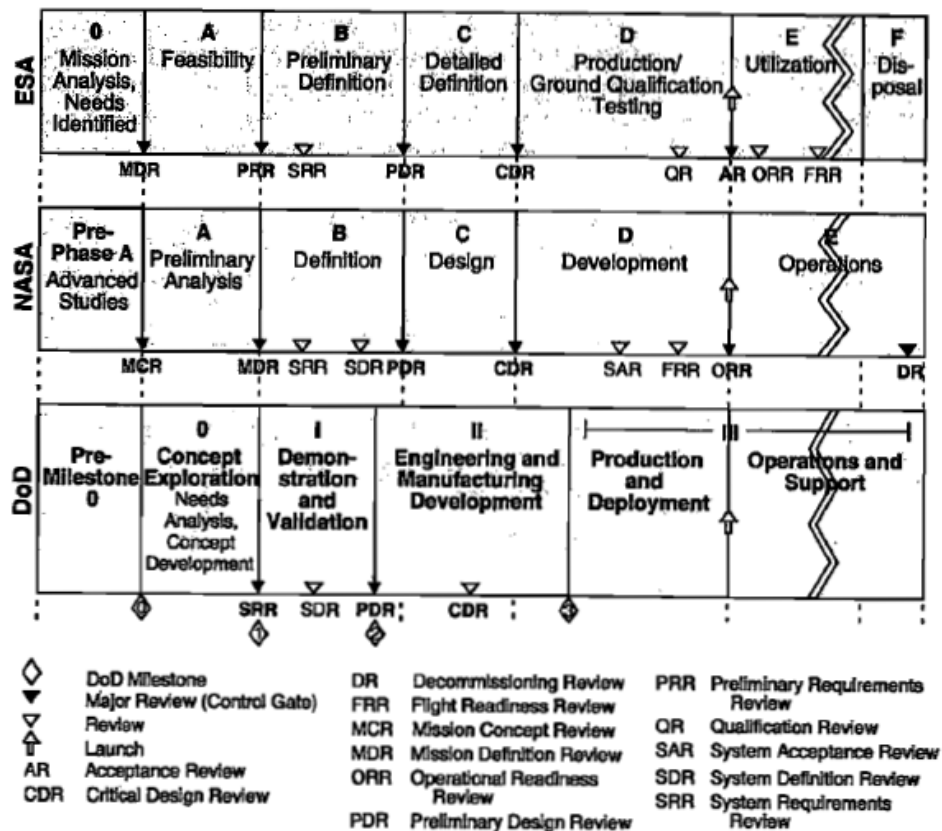 ESA
0
Mission
Analysis,
Needs
Identified
A
Feasibility
B
Preliminary
Definition
C
Detailed
Definition
D
Production/
Ground Qualification
Testing
E
Utilization
F
Dis-
posal
MDR PRR SRR PDR CDR QR AR ORR FRR
NASA
Pre-
Phase A
Advanced
Studies
A
Preliminary
Analysis
B
Definition
C
Design
D
Development
E
Operations
MCR MDR SRR SDR PDR CDR SAR FRR ORR DR
DoD
Pre-
Milestone
0
0
Concept
Exploration
Needs
Analysis,
Concept
Development
I
Demon-
stration
and
Validation
II
Engineering and
Manufacturing
Development
III
Production
and
Deployment
Operations and
Support
SRR SDR PDR CDR
0 1 2 3
DoD Milestone
Major Review (Control Gate)
Review
Launch
AR Acceptance Review
CDR Critical Design Review
DR Decommissioning Review
FRR Flight Readiness Review
MCR Mission Concept Review
MDR Mission Definition Review
ORR Operational Readiness
Review
PDR Preliminary Design Review
PRR Preliminary Requirements
Review
QR Qualification Review
SAR System Acceptance Review
SDR System Definition Review
SRR System Requirements
Review